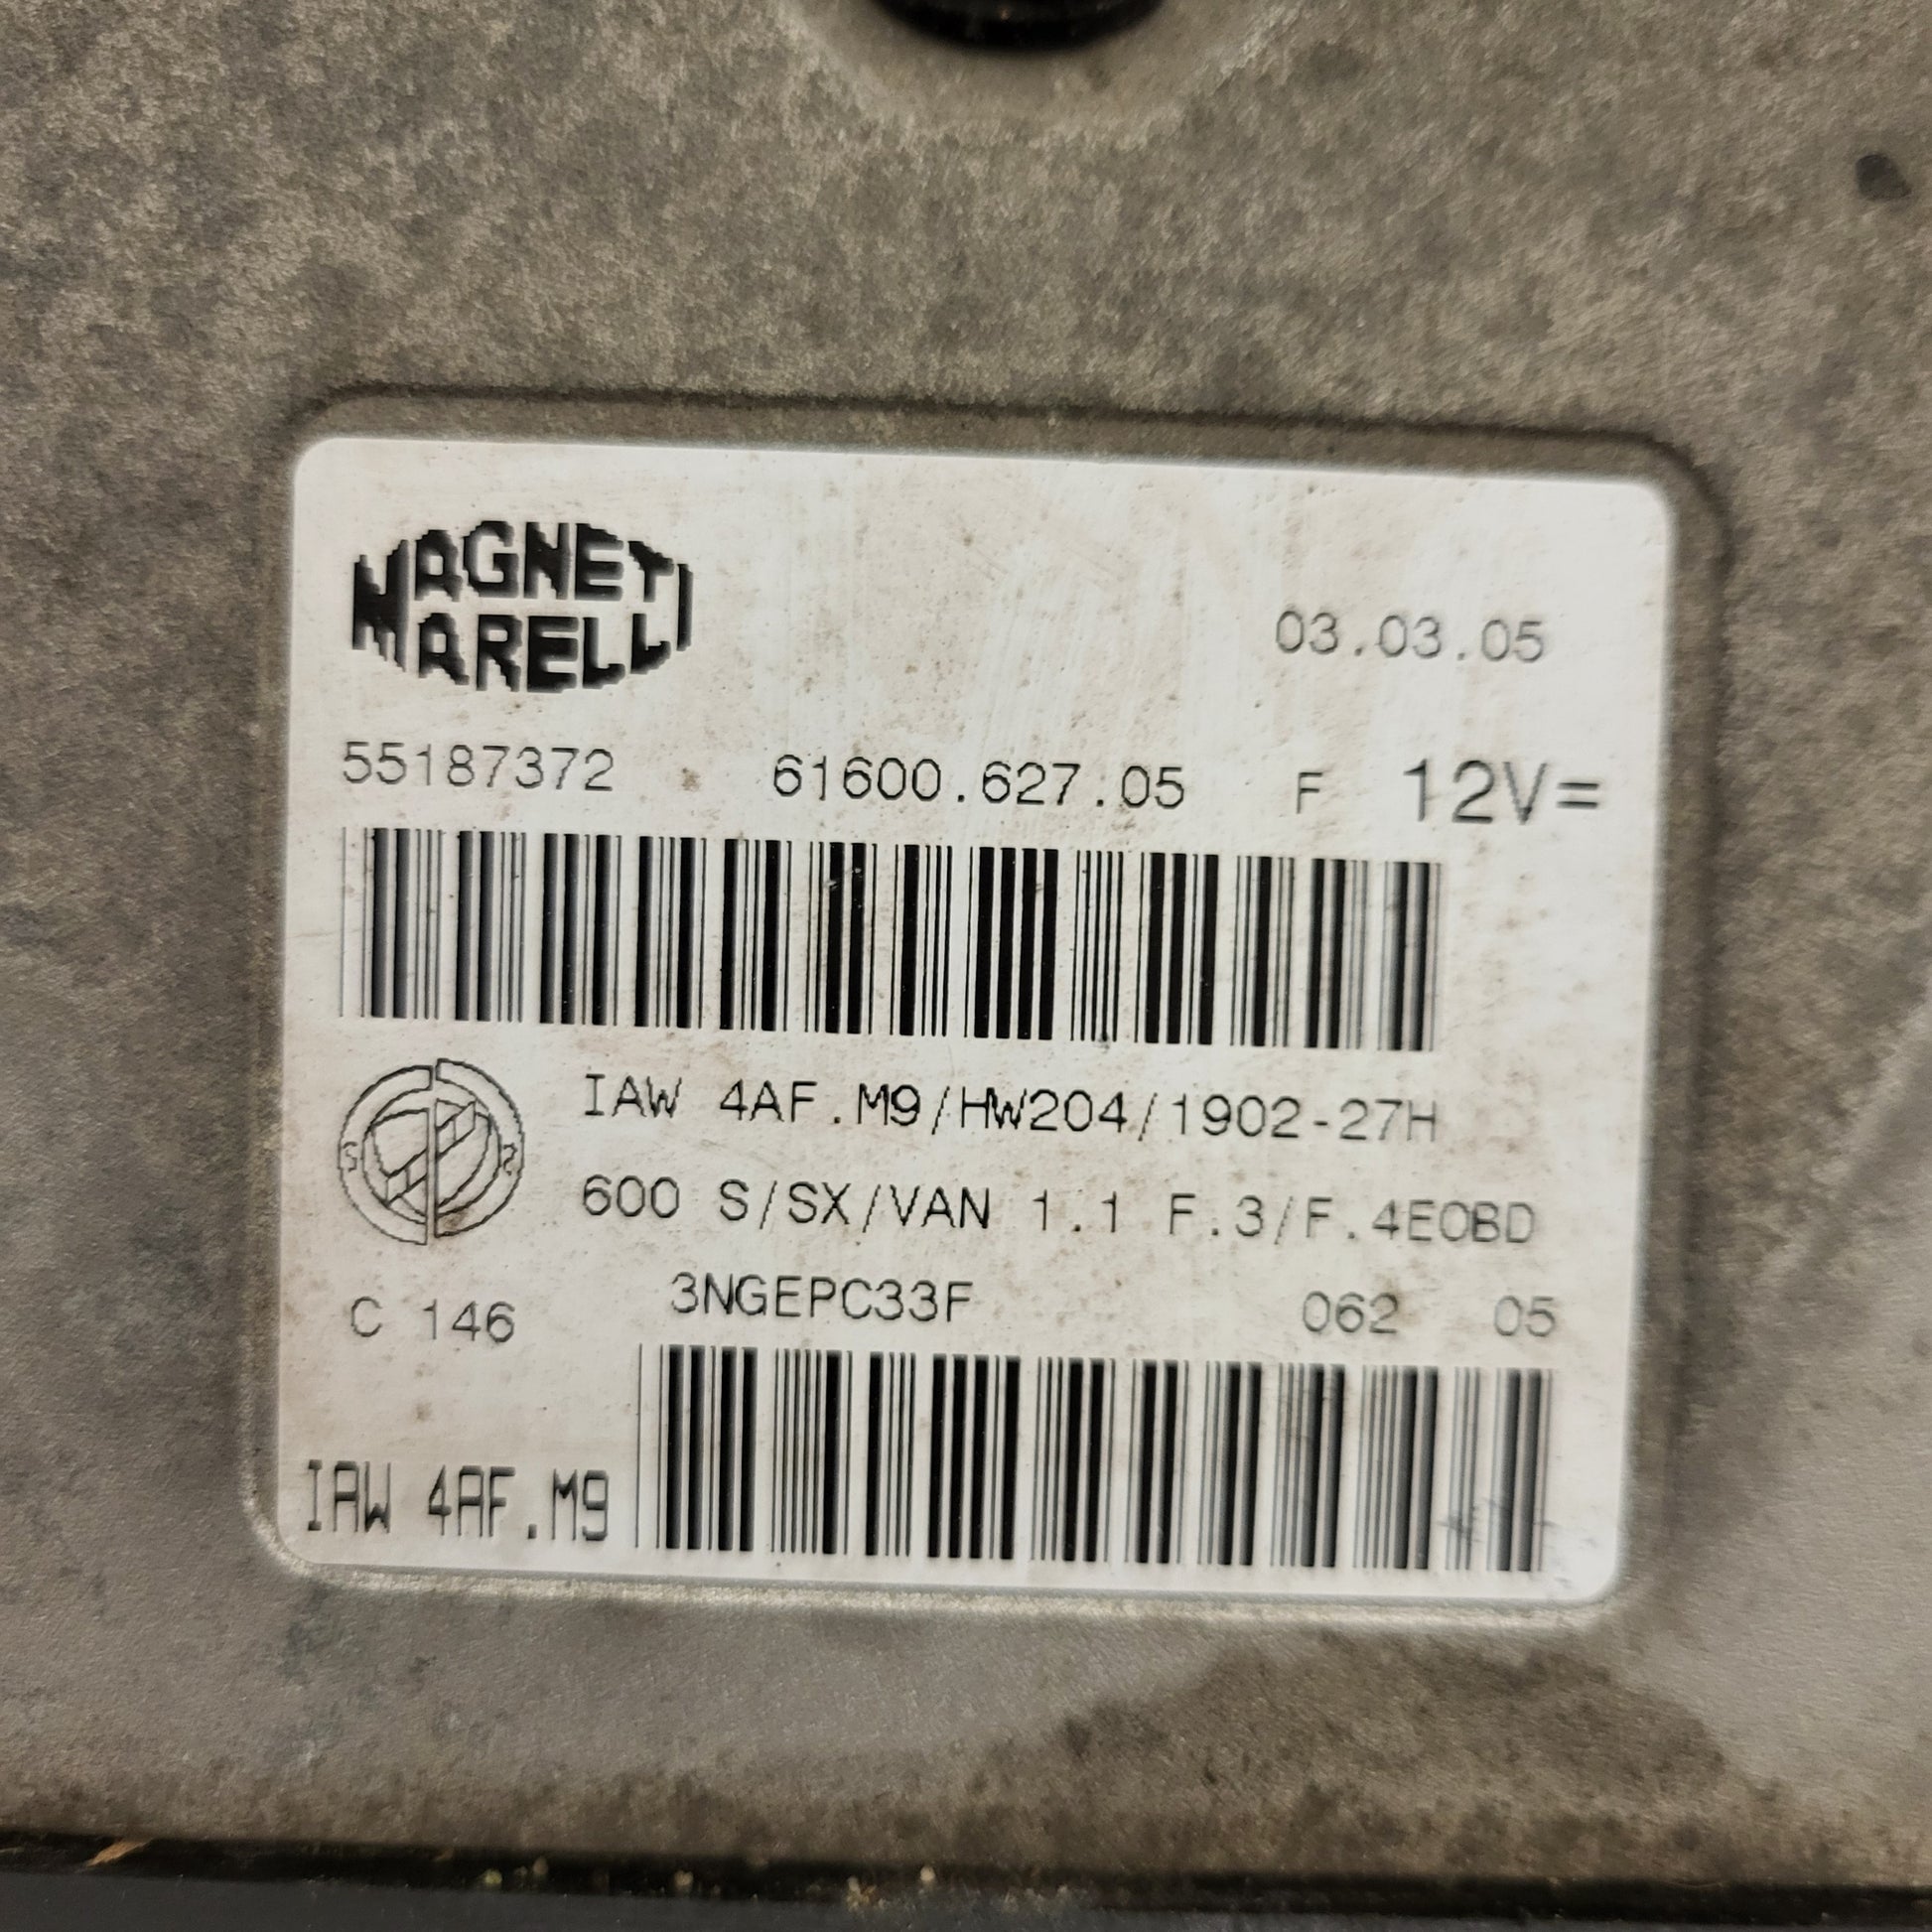 MAGNETI
MARELLI
03.03.05
55187372 61600.627.05 F 12V=
IAW 4AF.M9/HW204/1902-27H
600 S/SX/VAN 1.1 F.3/F.4EOBD
C 146 3NGEPC33F 062 05
IAW 4AF.M9